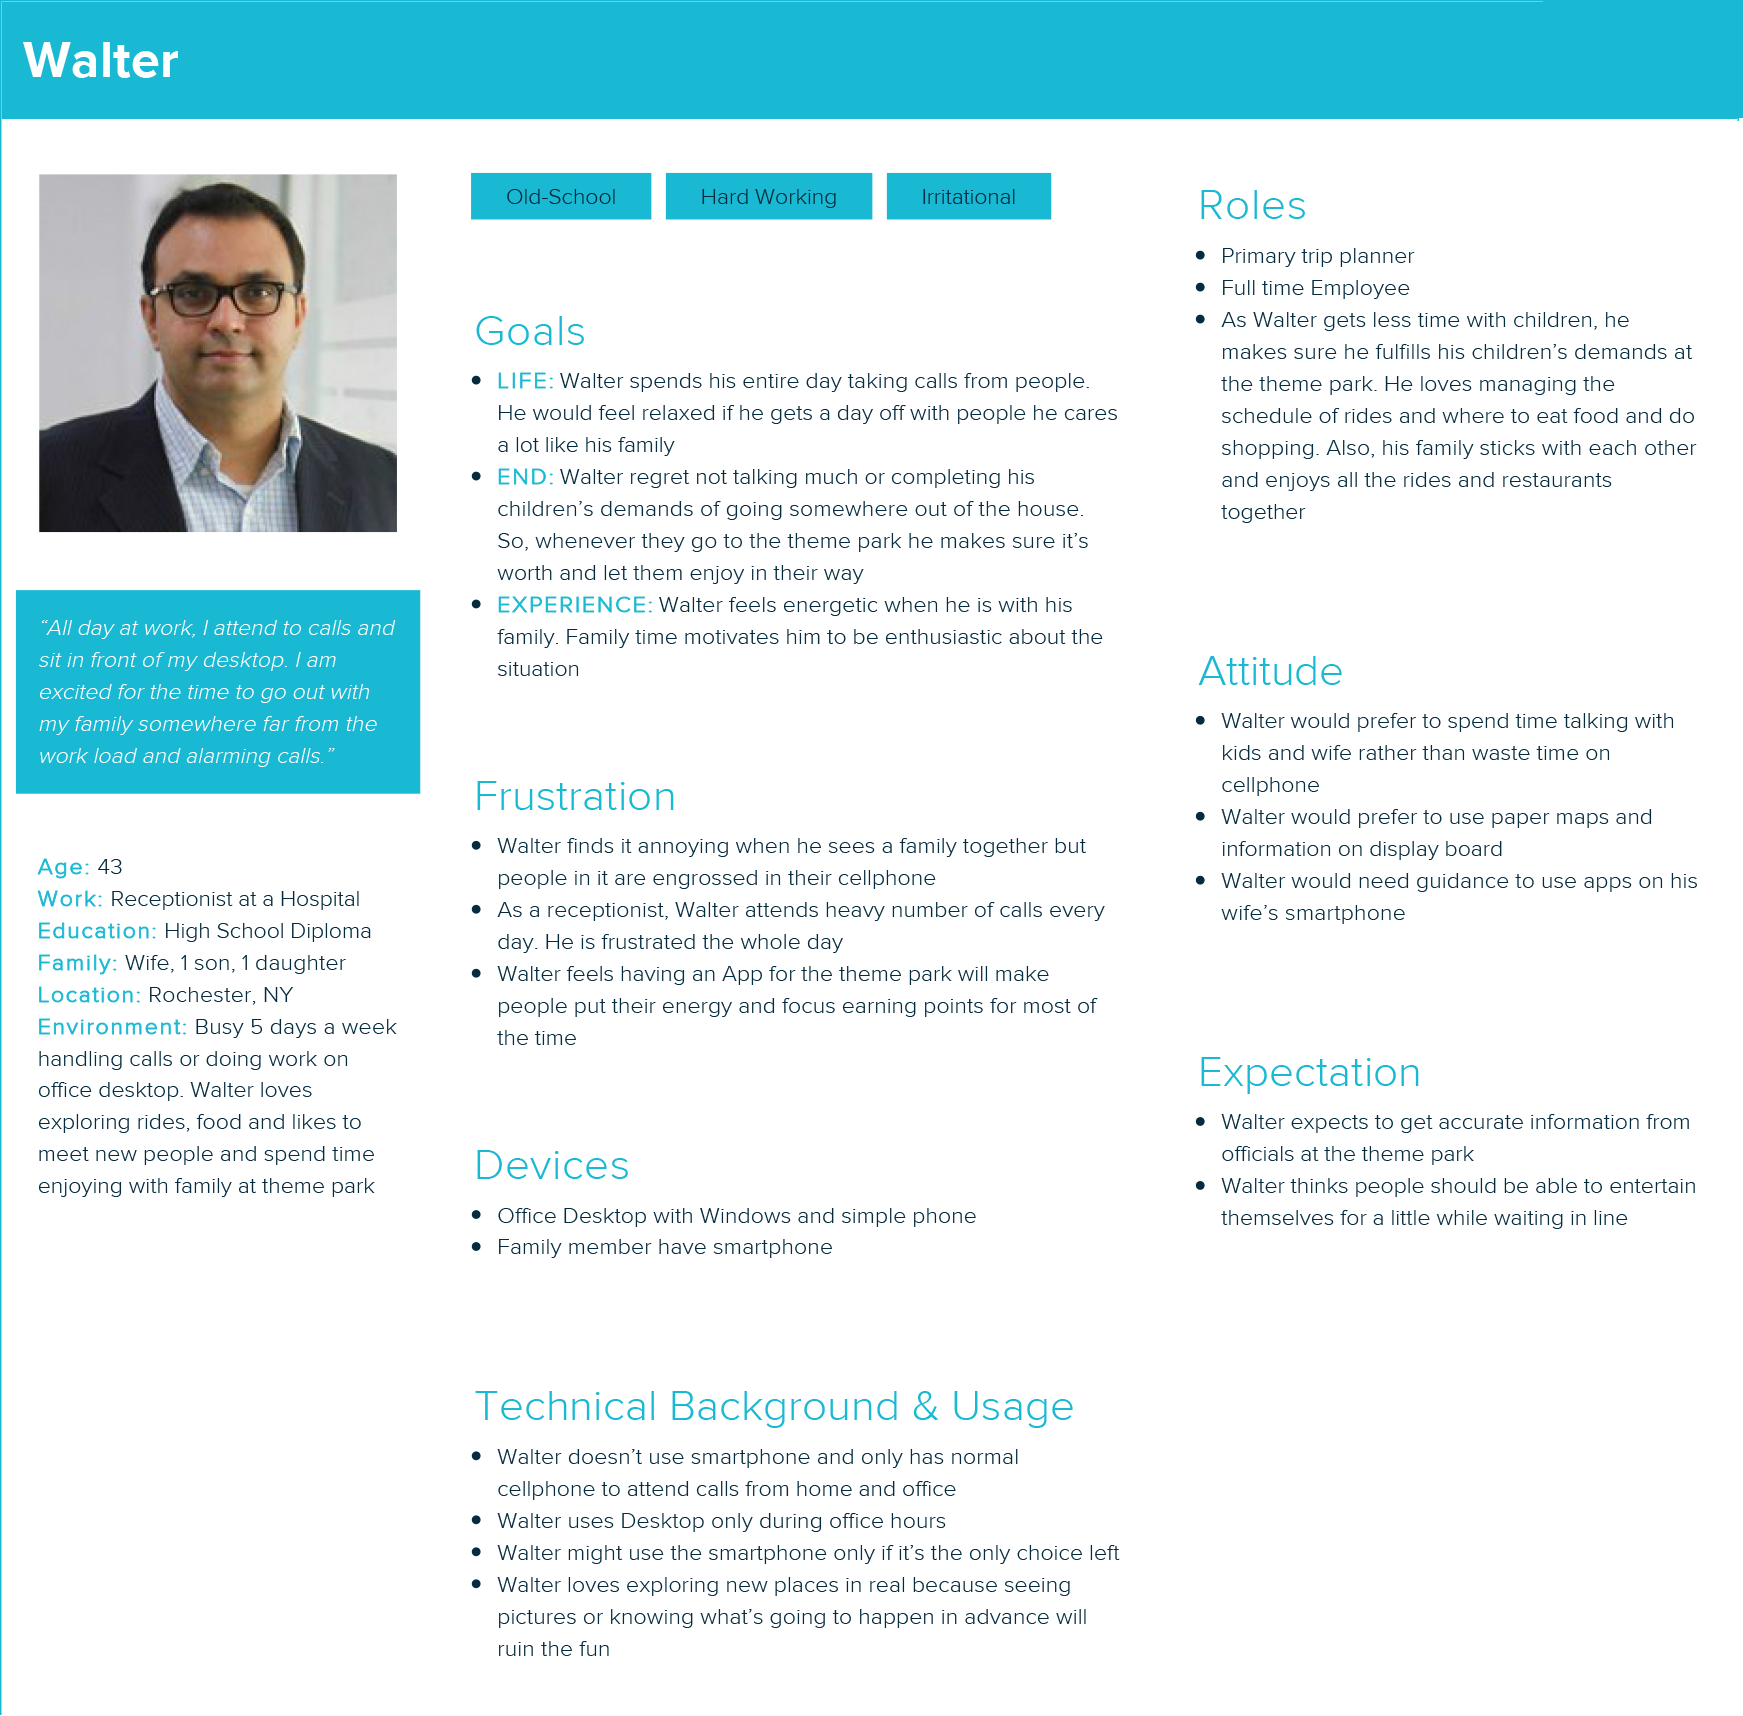 Walter
Old-School
Hard Working
Irritational
“All day at work, I attend to calls and
sit in front of my desktop. I am
excited for the time to go out with
my family somewhere far from the
work load and alarming calls.”
Age: 43
Work: Receptionist at a Hospital
Education: High School Diploma
Family: Wife, 1 son, 1 daughter
Location: Rochester, NY
Environment: Busy 5 days a week
handling calls or doing work on
office desktop. Walter loves
exploring rides, food and likes to
meet new people and spend time
enjoying with family at theme park
Goals
• LIFE: Walter spends his entire day taking calls from people.
He would feel relaxed if he gets a day off with people he cares
a lot like his family
• END: Walter regret not talking much or completing his
children’s demands of going somewhere out of the house.
So, whenever they go to the theme park he makes sure it’s
worth and let them enjoy in their way
• EXPERIENCE: Walter feels energetic when he is with his
family. Family time motivates him to be enthusiastic about the
situation
Frustration
• Walter finds it annoying when he sees a family together but
people in it are engrossed in their cellphone
• As a receptionist, Walter attends heavy number of calls every
day. He is frustrated the whole day
• Walter feels having an App for the theme park will make
people put their energy and focus earning points for most of
the time
Devices
• Office Desktop with Windows and simple phone
• Family member have smartphone
Technical Background & Usage
• Walter doesn’t use smartphone and only has normal
cellphone to attend calls from home and office
• Walter uses Desktop only during office hours
• Walter might use the smartphone only if it’s the only choice left
• Walter loves exploring new places in real because seeing
pictures or knowing what’s going to happen in advance will
ruin the fun
Roles
• Primary trip planner
• Full time Employee
• As Walter gets less time with children, he
makes sure he fulfills his children’s demands at
the theme park. He loves managing the
schedule of rides and where to eat food and do
shopping. Also, his family sticks with each other
and enjoys all the rides and restaurants
together
Attitude
• Walter would prefer to spend time talking with
kids and wife rather than waste time on
cellphone
• Walter would prefer to use paper maps and
information on display board
• Walter would need guidance to use apps on his
wife’s smartphone
Expectation
• Walter expects to get accurate information from
officials at the theme park
• Walter thinks people should be able to entertain
themselves for a little while waiting in line